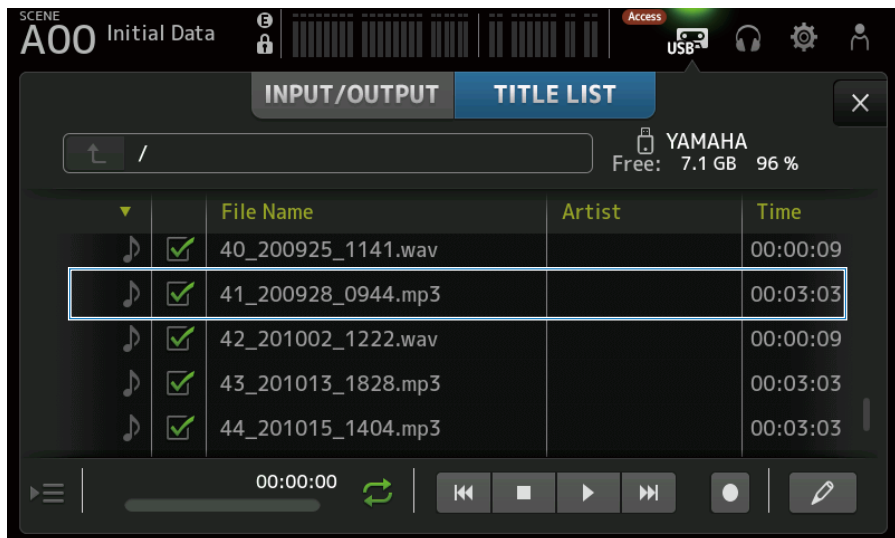 SCENE
A00 Initial Data
E
Access
USB
INPUT/OUTPUT TITLE LIST
/
YAMAHA
Free: 7.1 GB 96 %
File Name Artist Time
40_200925_1141.wav 00:00:09
41_200928_0944.mp3 00:03:03
42_201002_1222.wav 00:00:09
43_201013_1828.mp3 00:03:03
44_201015_1404.mp3 00:03:03
00:00:00